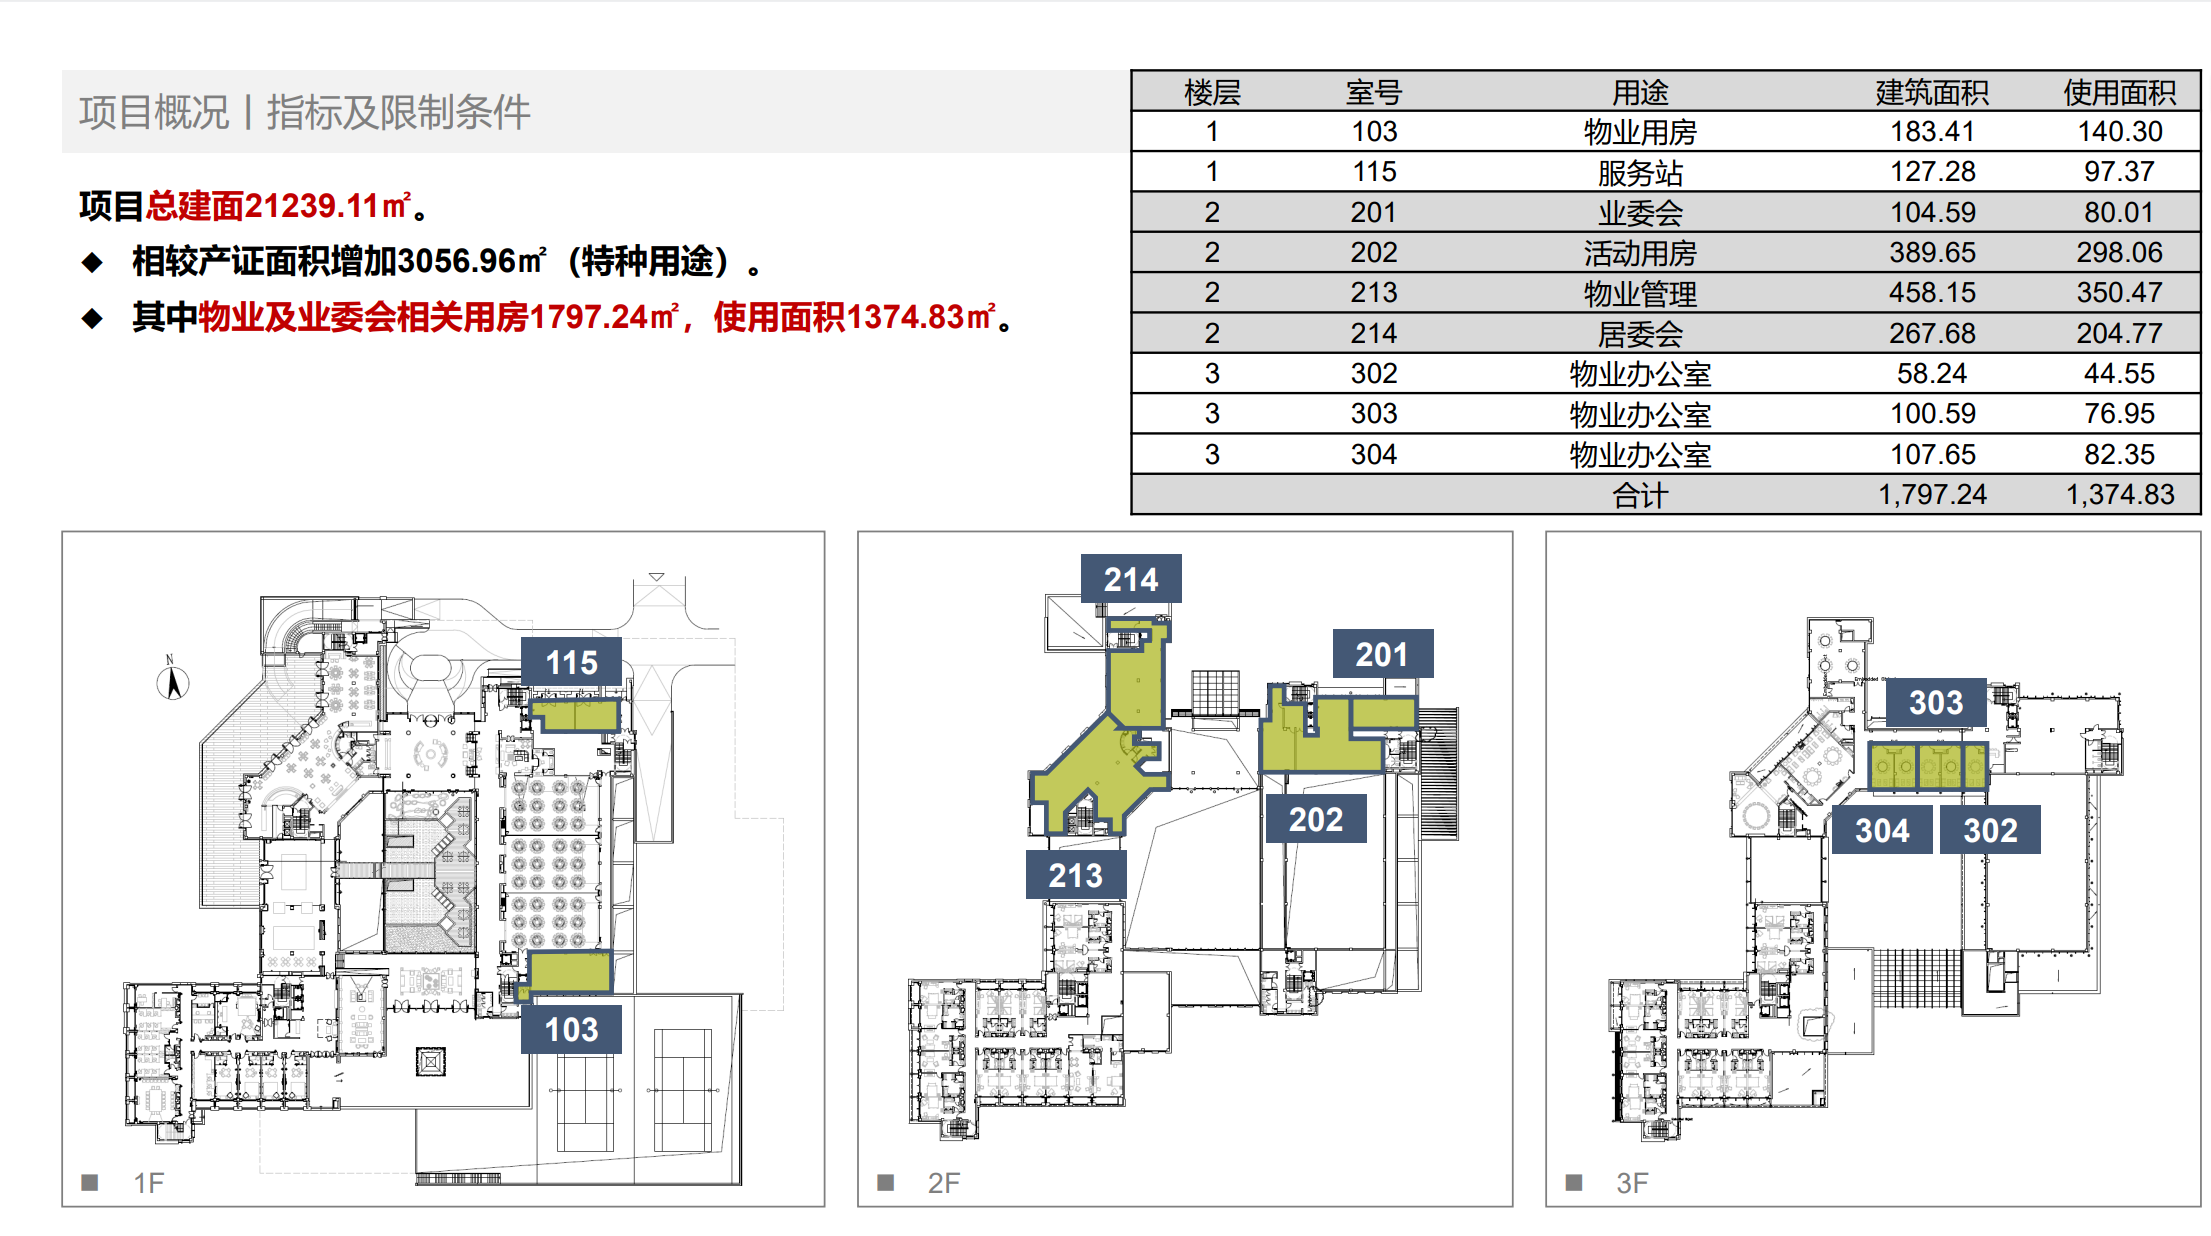 项目概况丨指标及限制条件
项目总建面21239.11㎡。
◆ 相较产证面积增加3056.96㎡（特种用途）。
◆ 其中物业及业委会相关用房1797.24㎡，使用面积1374.83㎡。
楼层 室号 用途 建筑面积 使用面积
1 103 物业用房 183.41 140.30
1 115 服务站 127.28 97.37
2 201 业委会 104.59 80.01
2 202 活动用房 389.65 298.06
2 213 物业管理 458.15 350.47
2 214 居委会 267.68 204.77
3 302 物业办公室 58.24 44.55
3 303 物业办公室 100.59 76.95
3 304 物业办公室 107.65 82.35
合计 1,797.24 1,374.83
N
115
103
1F
214
201
202
213
2F
303
304
302
3F